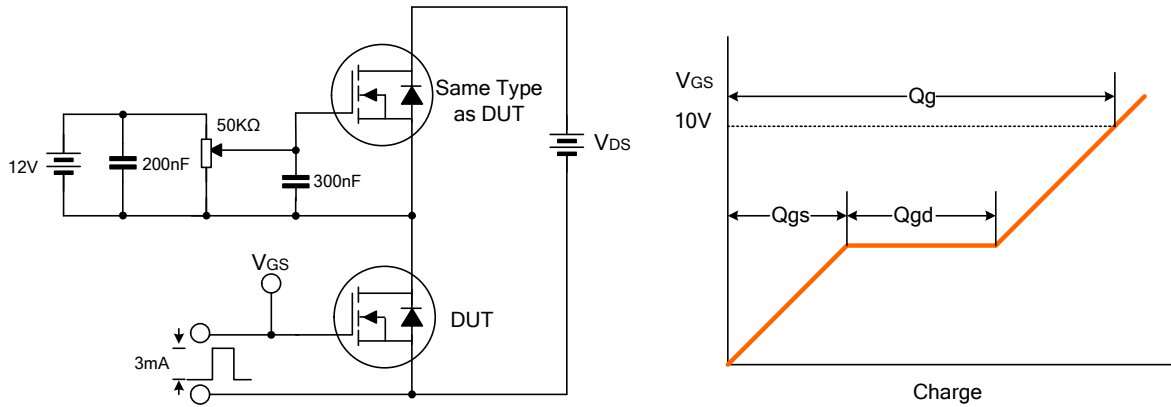 Same Type
as DUT
50KΩ
12V
200nF
300nF
VDS
VGS
DUT
3mA
VGS
Qg
10V
Qgs
Qgd
Charge